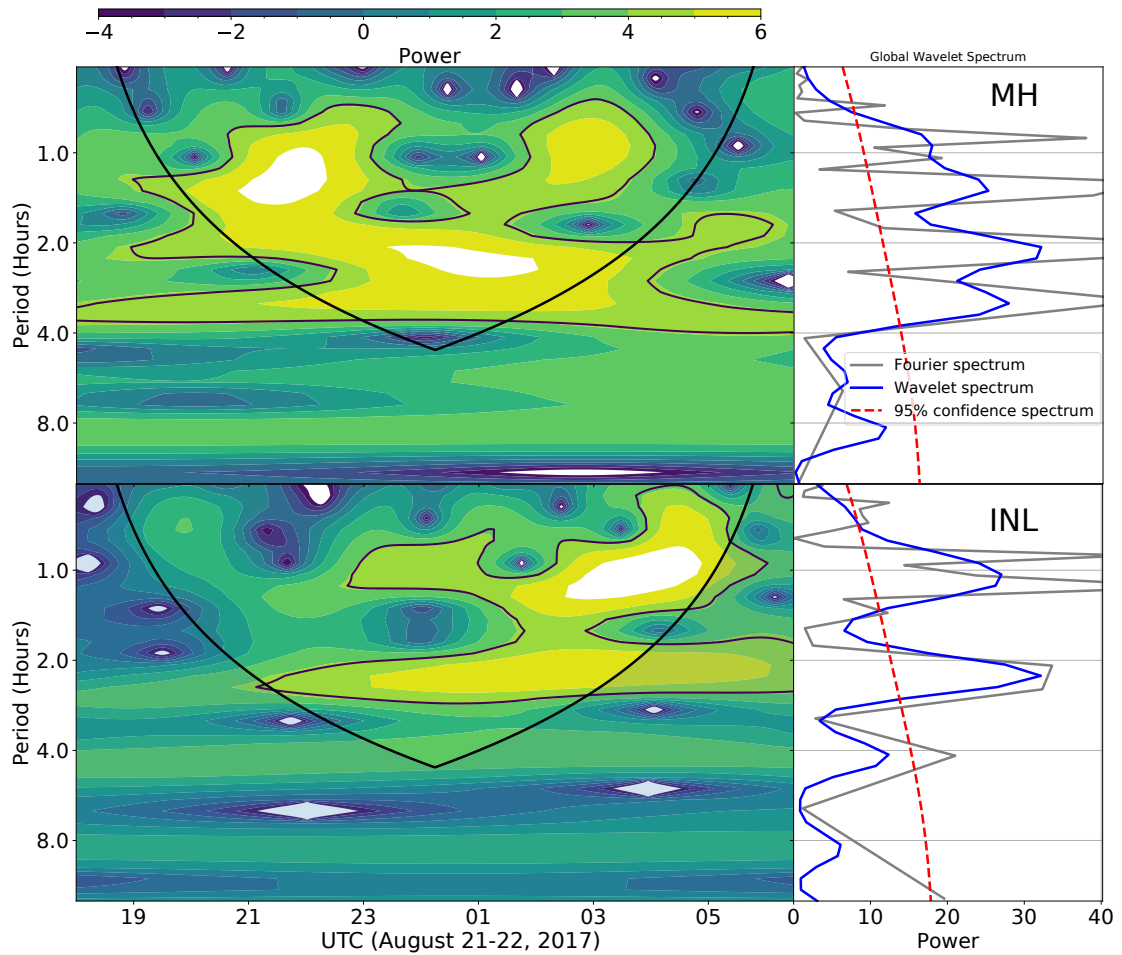 −4 −2 0 2 4 6
Power
Global Wavelet Spectrum
MH
1.0
2.0
4.0
8.0
Period (Hours)
Fourier spectrum
Wavelet spectrum
95% confidence spectrum
INL
1.0
2.0
4.0
8.0
Period (Hours)
19 21 23 01 03 05
UTC (August 21-22, 2017)
0 10 20 30 40
Power